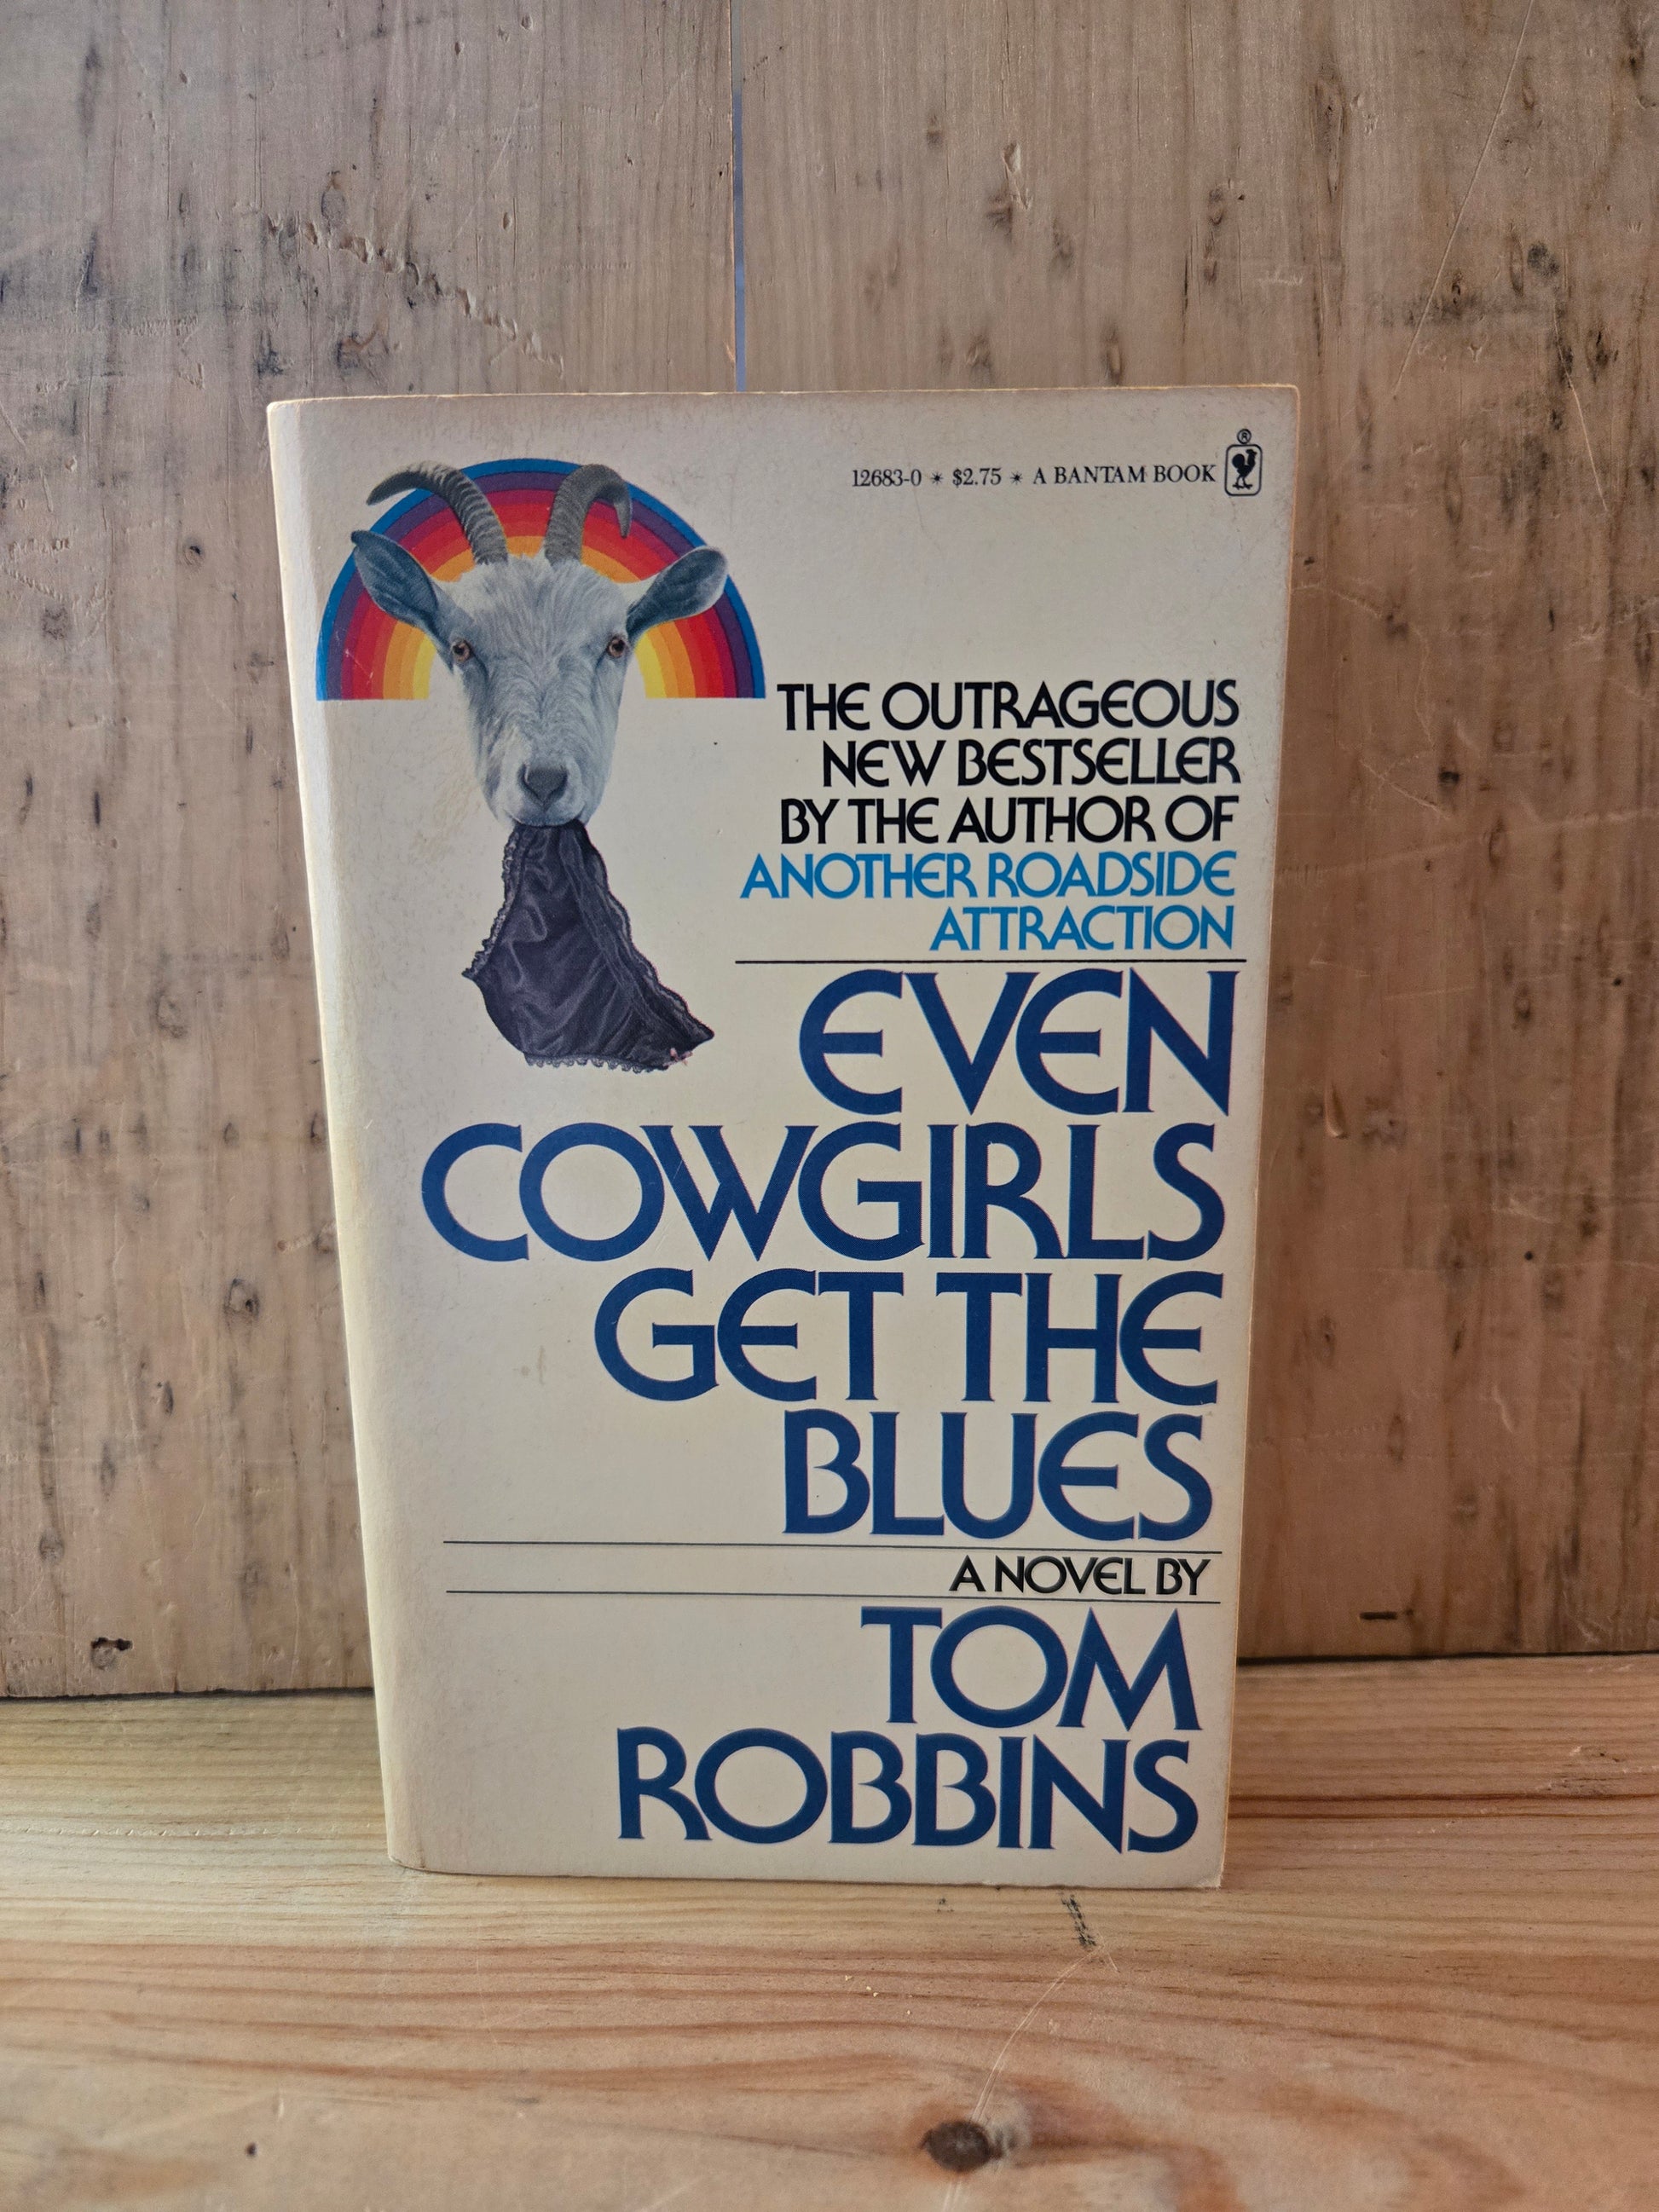 12683-0 * $2.75 * A BANTAM BOOK ®
THE OUTRAGEOUS
NEW BESTSELLER
BY THE AUTHOR OF
ANOTHER ROADSIDE
ATTRACTION
EVEN
COWGIRLS
GET THE
BLUES
A NOVEL BY
TOM
ROBBINS